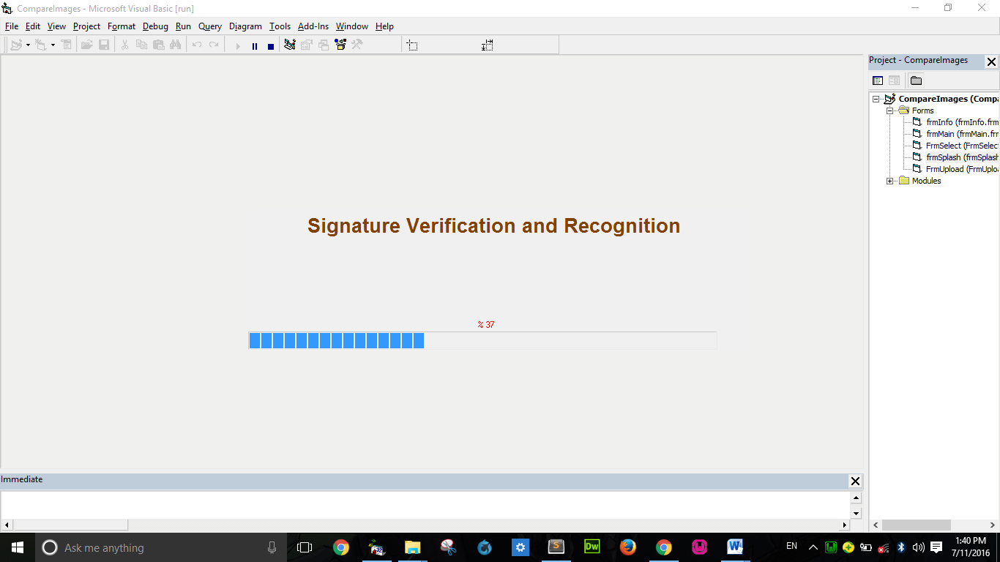 CompareImages - Microsoft Visual Basic [run]
File Edit View Project Format Debug Run Query Diagram Tools Add-Ins Window Help
Project - CompareImages
CompareImages (Compa
Forms
frmInfo (frmInfo.frm
frmMain (frmMain.frm
FrmSelect (FrmSelec
frmSplash (frmSplash
FrmUpload (FrmUploa
Modules
Signature Verification and Recognition
% 37
Immediate
Ask me anything
S
Dw
W
EN
1:40 PM
7/11/2016